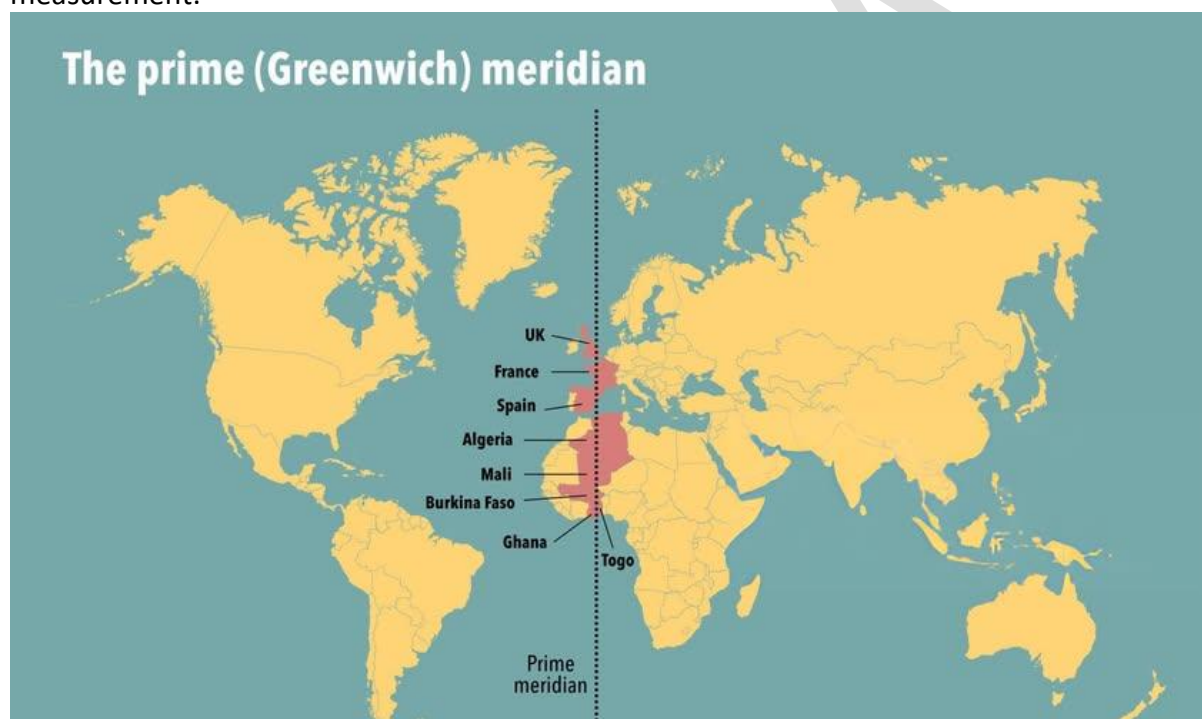 measurement.
The prime (Greenwich) meridian
UK
France
Spain
Algeria
Mali
Burkina Faso
Ghana
Togo
Prime
meridian